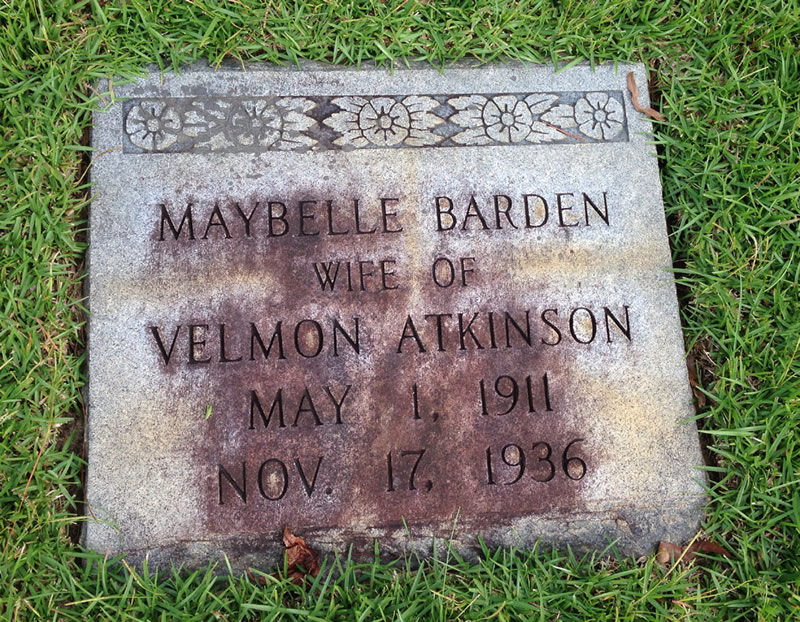 MAYBELLE BARDEN
WIFE OF
VELMON ATKINSON
MAY 1, 1911
NOV. 17, 1936